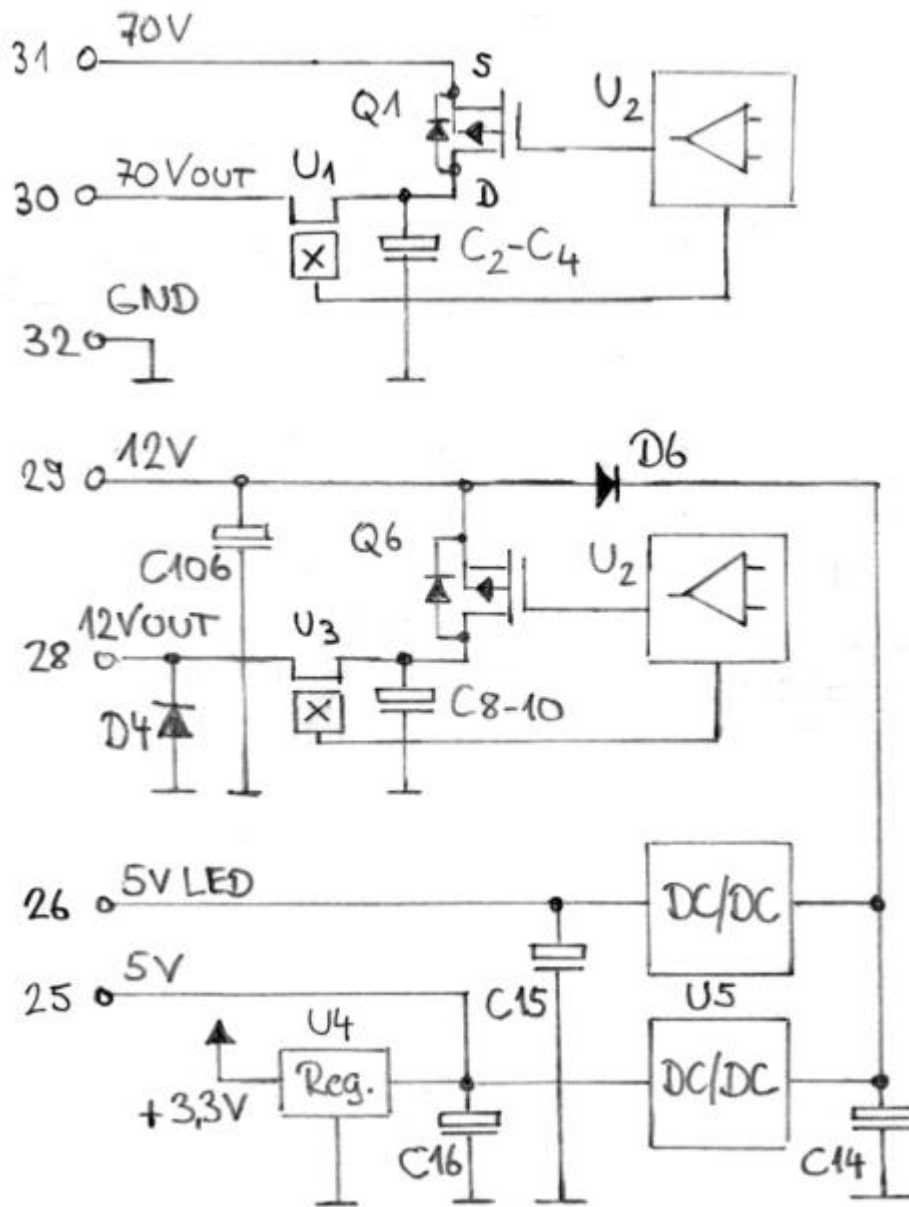 31 70V
S
Q1
U2
30 70VOUT U1
D
X
C2-C4
GND
32
29 12V
D6
Q6
U2
C106
12VOUT
28
U3
X
C8-10
D4
26 5V LED
DC/DC
25 5V
C15
U5
U4
Reg.
DC/DC
+3,3V
C16
C14